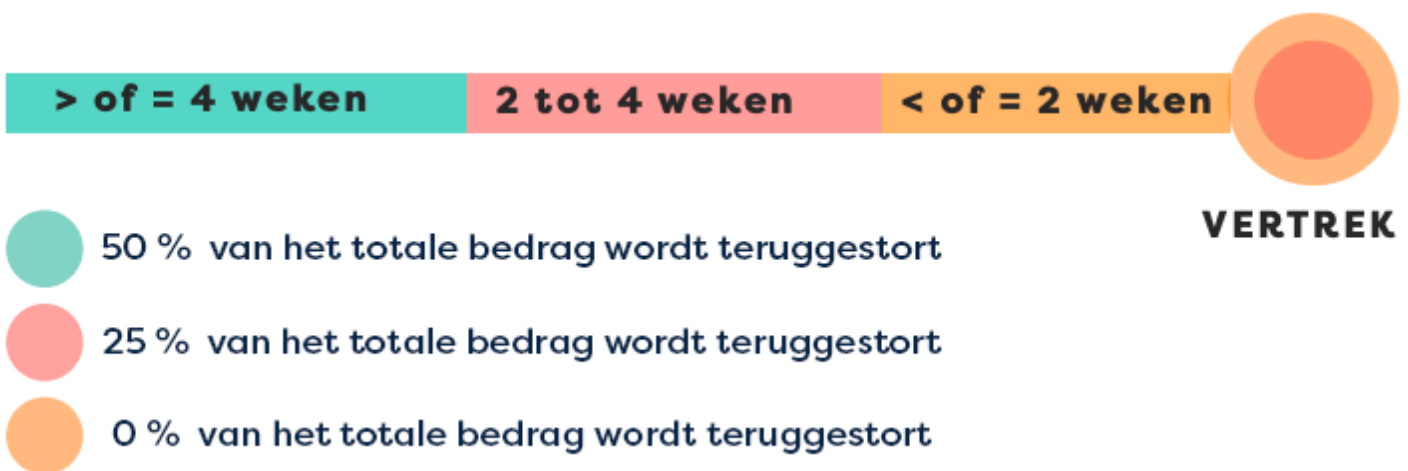 > of = 4 weken 2 tot 4 weken < of = 2 weken
VERTREK
50 % van het totale bedrag wordt teruggestort
25 % van het totale bedrag wordt teruggestort
0 % van het totale bedrag wordt teruggestort